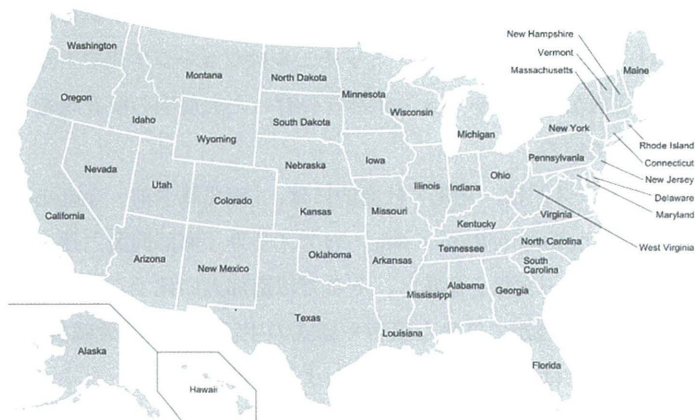 New Hampshire
Vermont
Massachusetts
Washington
Montana
North Dakota
Minnesota
Maine
Oregon
Idaho
Wyoming
South Dakota
Wisconsin
Michigan
New York
Rhode Island
Connecticut
New Jersey
Delaware
Maryland
West Virginia
Nevada
Utah
Colorado
Nebraska
Iowa
Illinois
Indiana
Ohio
Pennsylvania
California
Kansas
Missouri
Kentucky
Virginia
Arizona
New Mexico
Oklahoma
Arkansas
Tennessee
North Carolina
South
Carolina
Texas
Louisiana
Mississippi
Alabama
Georgia
Florida
Alaska
Hawaii